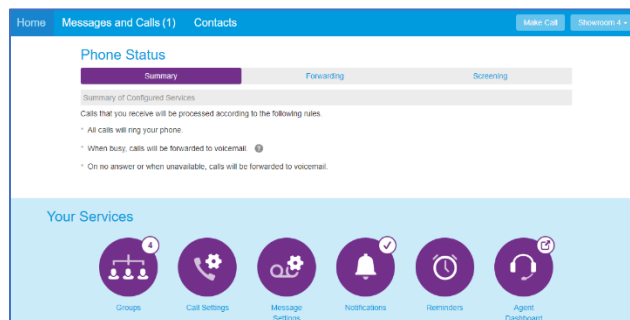 Home Messages and Calls (1) Contacts Make Call Showroom 4
Phone Status
Summary Forwarding Screening
Summary of Configured Services
Calls that you receive will be processed according to the following rules.
* All calls will ring your phone.
* When busy, calls will be forwarded to voicemail. ?
* On no answer or when unavailable, calls will be forwarded to voicemail.
Your Services
4
Groups Call Settings Message Notifications Reminders Agent
Settings Dashboard